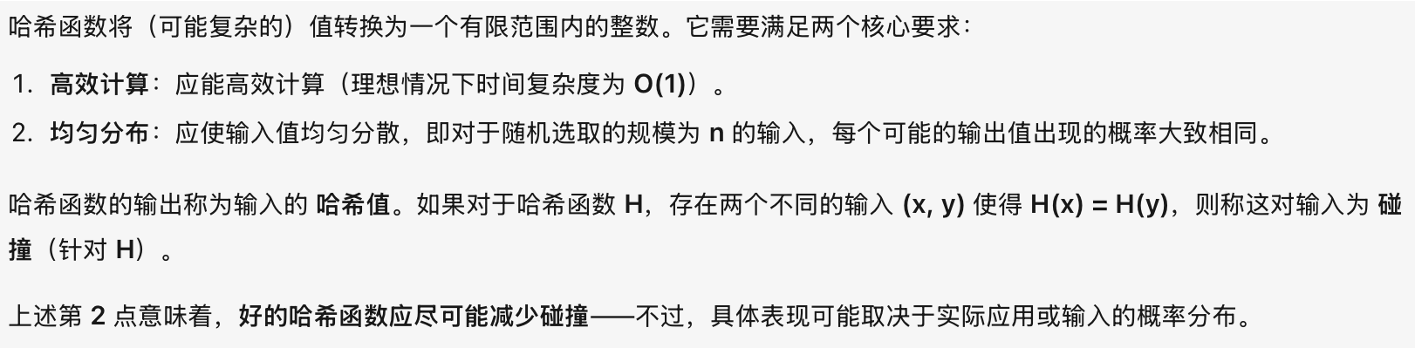 哈希函数将（可能复杂的）值转换为一个有限范围内的整数。它需要满足两个核心要求：
1. 高效计算：应能高效计算（理想情况下时间复杂度为 O(1)）。
2. 均匀分布：应使输入值均匀分散，即对于随机选取的规模为 n 的输入，每个可能的输出值出现的概率大致相同。
哈希函数的输出称为输入的 哈希值。如果对于哈希函数 H，存在两个不同的输入 (x, y) 使得 H(x) = H(y)，则称这对输入为 碰
撞（针对 H）。
上述第 2 点意味着，好的哈希函数应尽可能减少碰撞——不过，具体表现可能取决于实际应用或输入的概率分布。